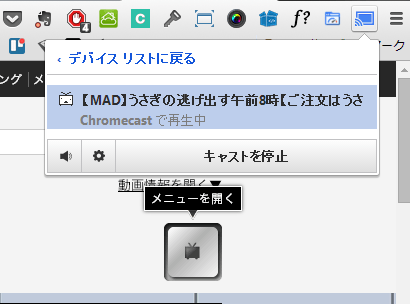 4
C
f?
ーク
‹ デバイス リストに戻る
ング
メ
【MAD】うさぎの逃げ出す午前8時【ご注文はうさ
Chromecast で再生中
キャストを停止
動画情報を開く▼
メニューを開く